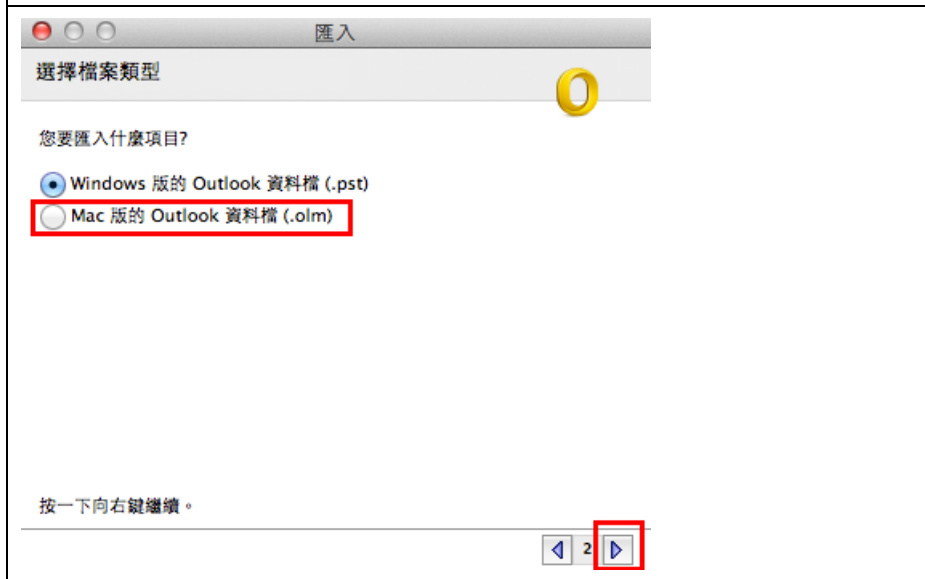 匯入
選擇檔案類型
您要匯入什麼項目?
Windows 版的 Outlook 資料檔 (.pst)
Mac 版的 Outlook 資料檔 (.olm)
按一下向右鍵繼續。
2